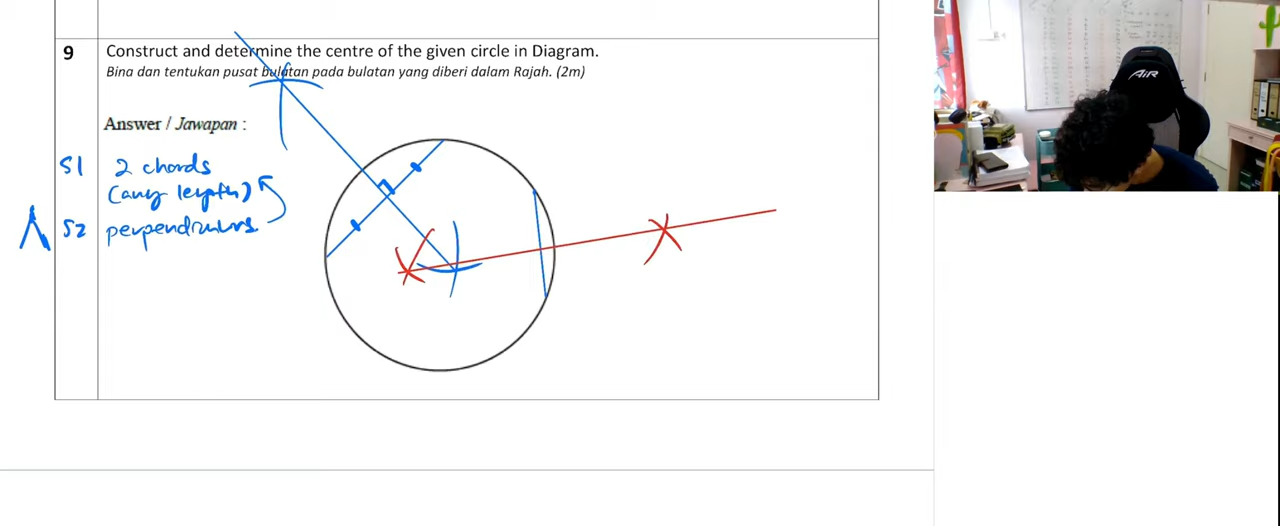 9 Construct and determine the centre of the given circle in Diagram.
Bina dan tentukan pusat bulatan pada bulatan yang diberi dalam Rajah. (2m)
Answer / Jawapan :
S1 2 chords
(any length)
S2
AiR